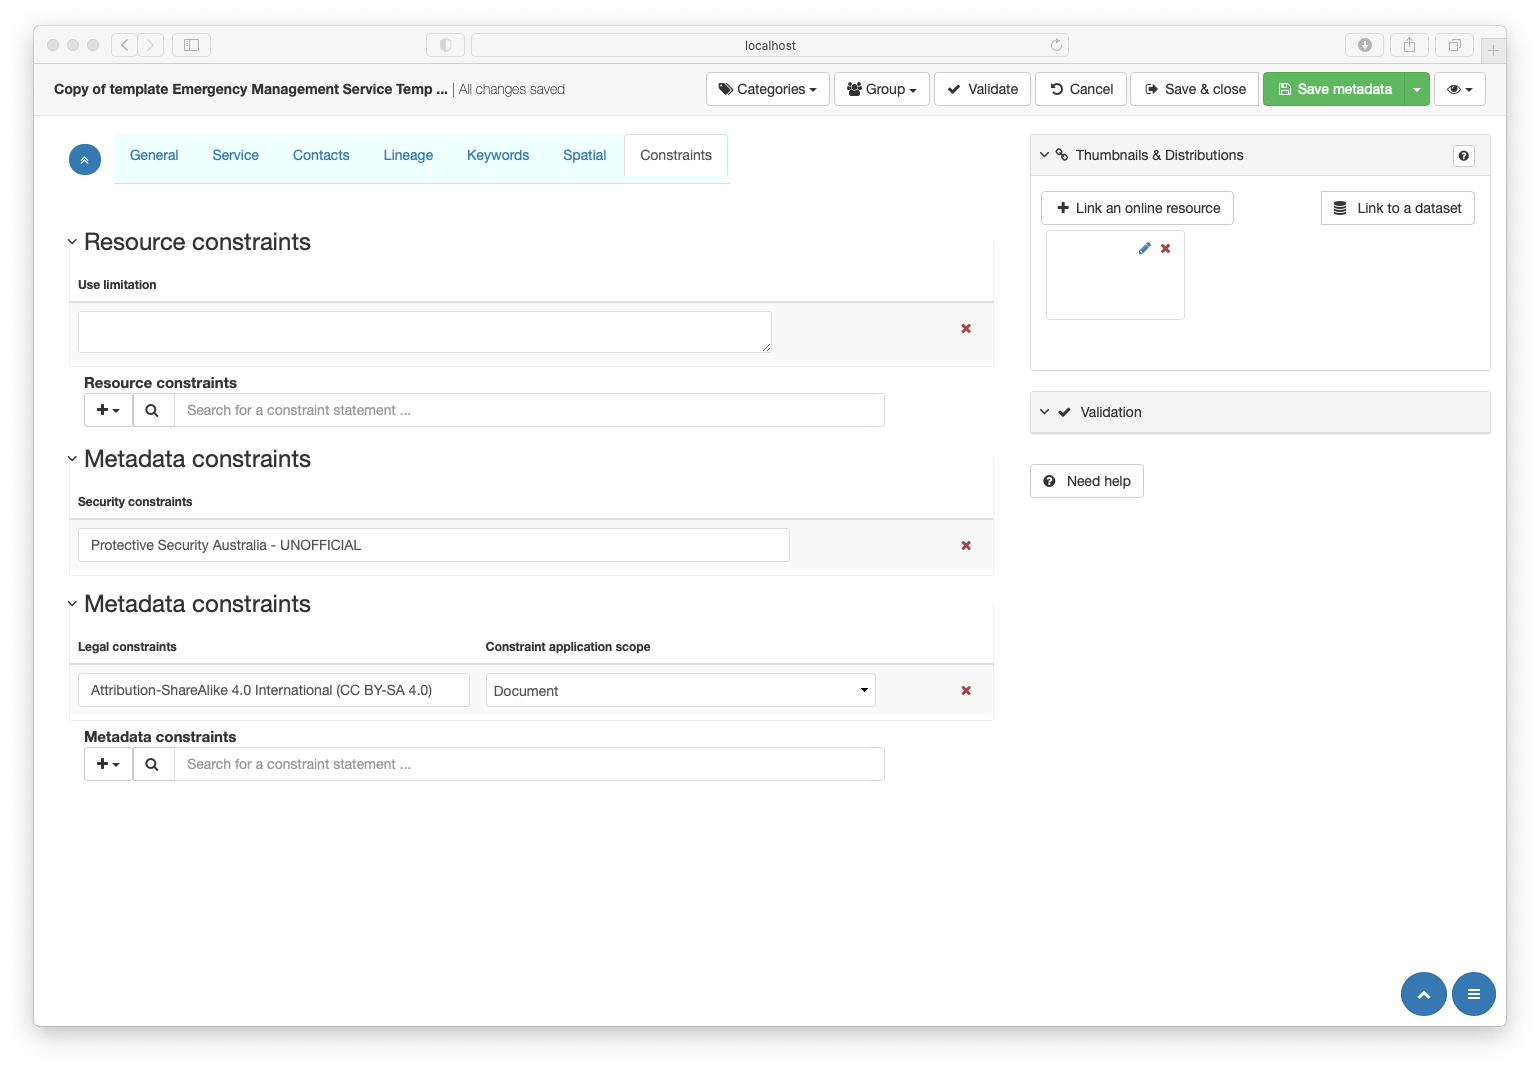 localhost
Copy of template Emergency Management Service Temp ... | All changes saved
Categories Group Validate Cancel Save & close Save metadata
General Service Contacts Lineage Keywords Spatial Constraints
Thumbnails & Distributions
Link an online resource Link to a dataset
Resource constraints
Use limitation
Resource constraints
Search for a constraint statement ...
Validation
Metadata constraints
Need help
Security constraints
Protective Security Australia - UNOFFICIAL
Metadata constraints
Legal constraints Constraint application scope
Attribution-ShareAlike 4.0 International (CC BY-SA 4.0) Document
Metadata constraints
Search for a constraint statement ...